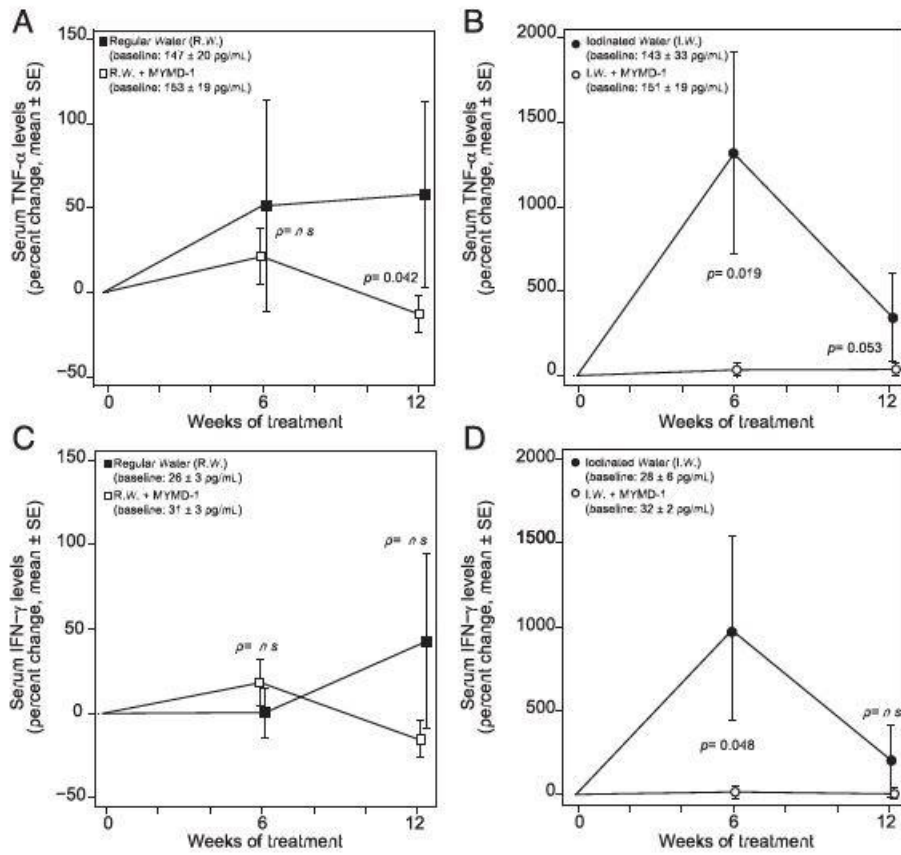 A
Regular Water (R.W.)
(baseline: 147 ± 20 pg/mL)
R.W. + MYMD-1
(baseline: 153 ± 19 pg/mL)
Serum TNF-α levels
(percent change, mean ± SE)
150
100
50
0
−50
p= n s
p= 0.042
0 6 12
Weeks of treatment
B
Iodinated Water (I.W.)
(baseline: 143 ± 33 pg/mL)
I.W. + MYMD-1
(baseline: 151 ± 19 pg/mL)
Serum TNF-α levels
(percent change, mean ± SE)
2000
1500
1000
500
0
p= 0.019
p= 0.053
0 6 12
Weeks of treatment
C
Regular Water (R.W.)
(baseline: 26 ± 3 pg/mL)
R.W. + MYMD-1
(baseline: 31 ± 3 pg/mL)
Serum IFN−γ levels
(percent change, mean ± SE)
150
100
50
0
−50
p= n s
p= n s
0 6 12
Weeks of treatment
D
Iodinated Water (I.W.)
(baseline: 28 ± 6 pg/mL)
I.W. + MYMD-1
(baseline: 32 ± 2 pg/mL)
Serum IFN−γ levels
(percent change, mean ± SE)
2000
1500
1000
500
0
p= 0.048
p= n s
0 6 12
Weeks of treatment